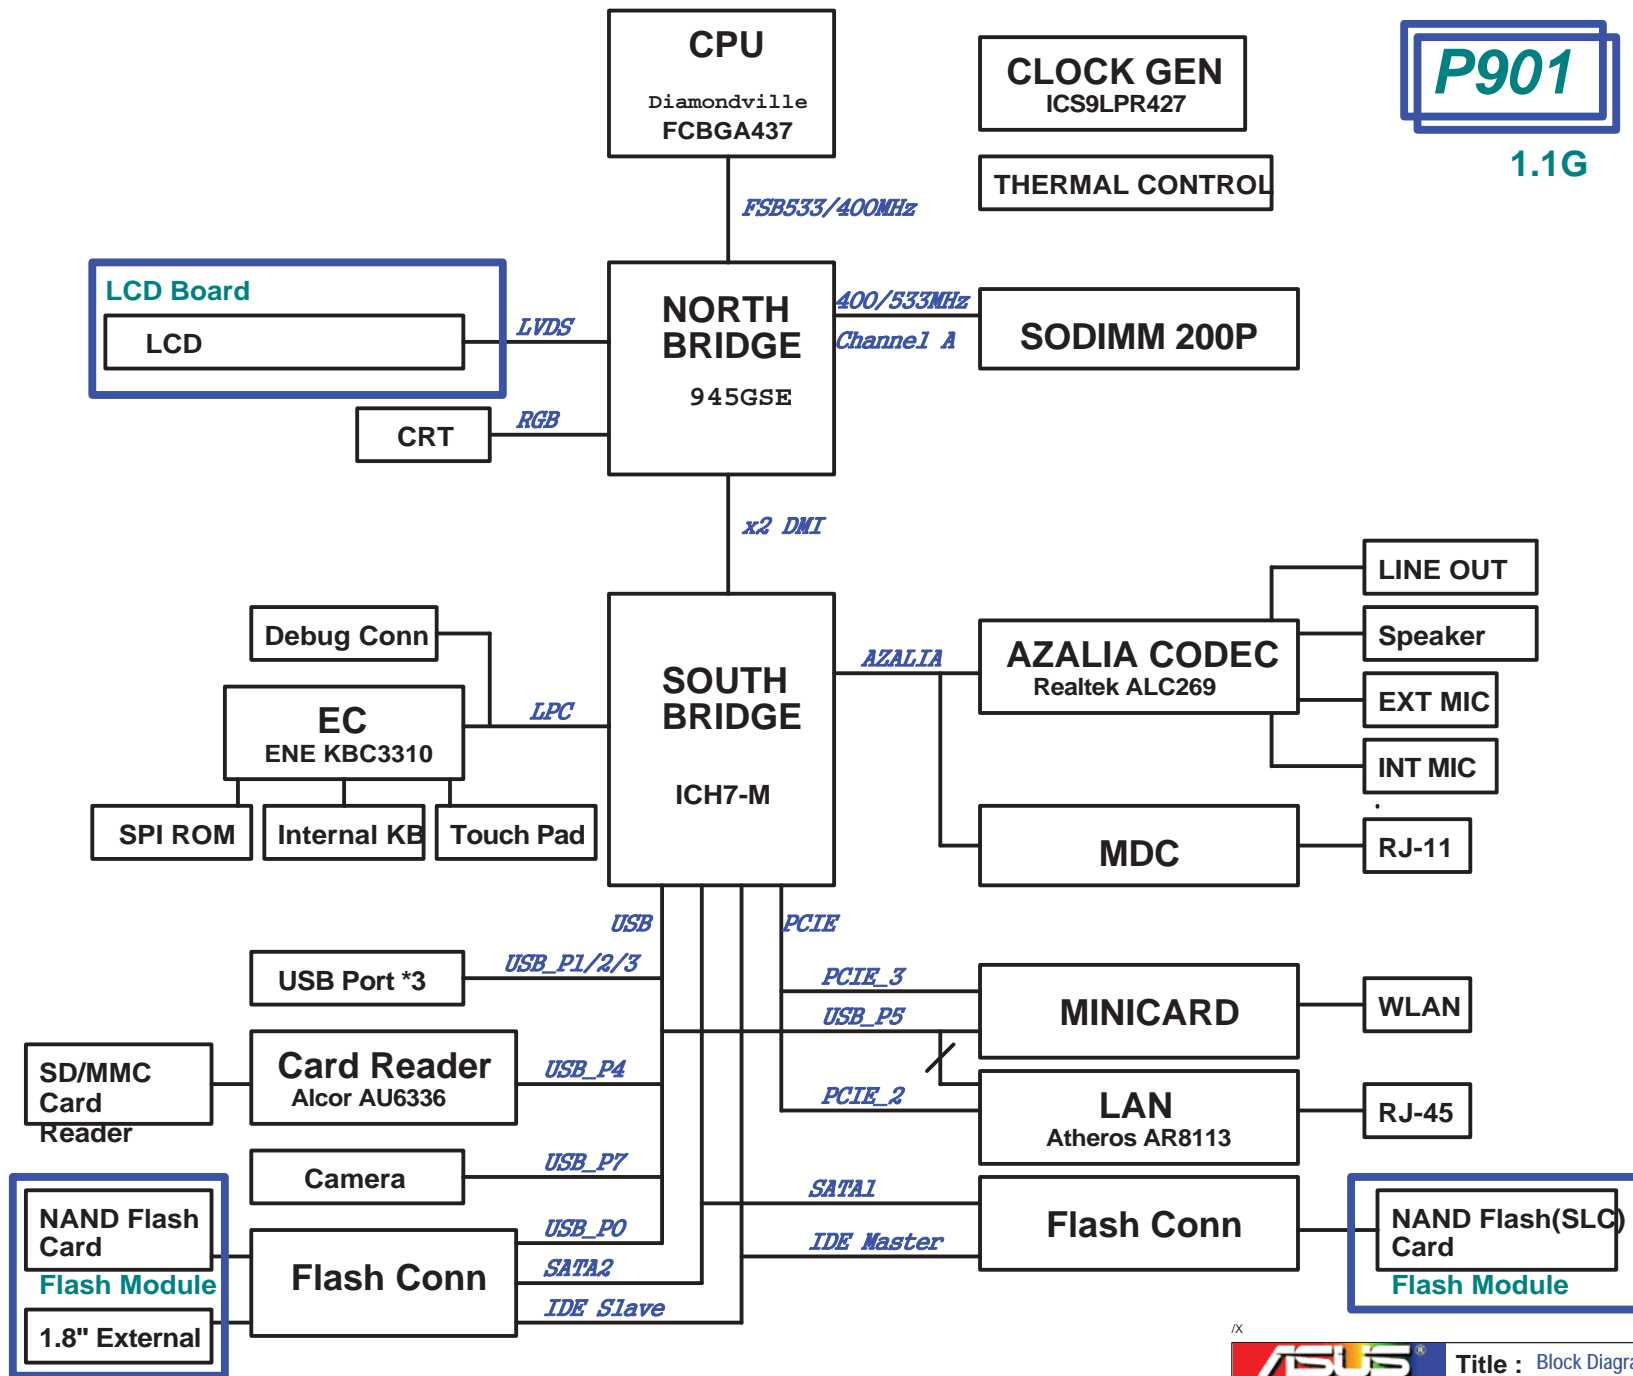 CPU
Diamondville
FCBGA437
CLOCK GEN
ICS9LPR427
P901
1.1G
THERMAL CONTROL
FSB533/400MHz
LCD Board
LCD
LVDS
NORTH
BRIDGE
945GSE
400/533MHz
Channel A
SODIMM 200P
CRT
RGB
x2 DMI
LINE OUT
Debug Conn
Speaker
AZALIA
AZALIA CODEC
Realtek ALC269
SOUTH
BRIDGE
ICH7-M
EC
ENE KBC3310
LPC
EXT MIC
INT MIC
SPI ROM
Internal KB
Touch Pad
MDC
RJ-11
USB
PCIE
USB Port *3
USB_P1/2/3
PCIE_3
USB_P5
MINICARD
WLAN
SD/MMC
Card
Reader
Card Reader
Alcor AU6336
USB_P4
PCIE_2
LAN
Atheros AR8113
RJ-45
Camera
USB_P7
SATA1
NAND Flash
Card
Flash Module
1.8" External
Flash Conn
USB_P0
SATA2
IDE Slave
IDE Master
Flash Conn
NAND Flash(SLC)
Card
Flash Module
/X
ASUS®
Title : Block Diagra